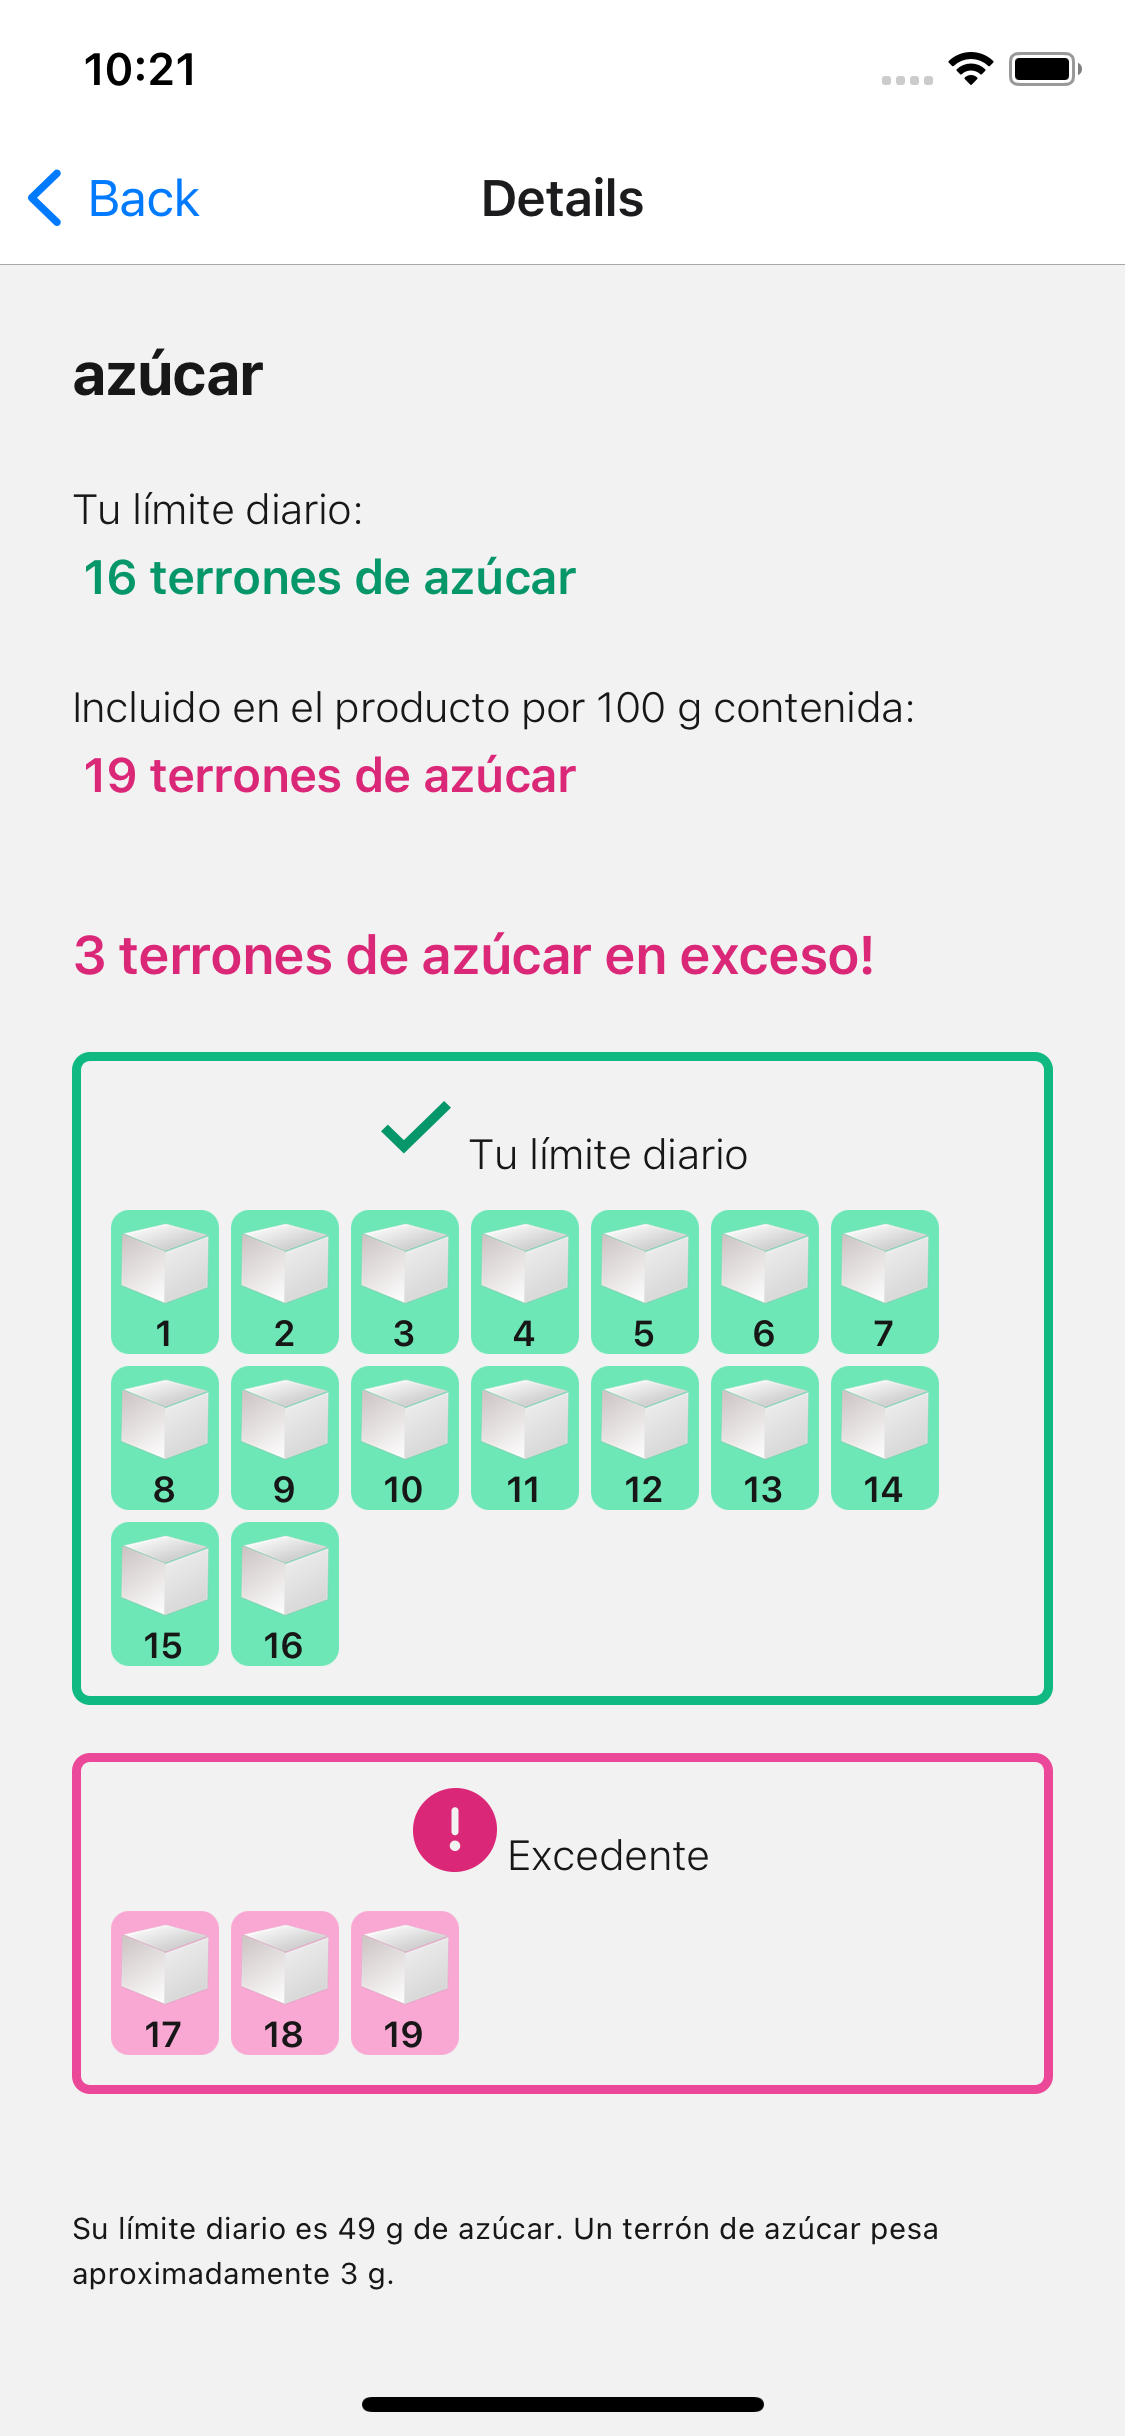 10:21
Back
Details
azúcar
Tu límite diario:
16 terrones de azúcar
Incluido en el producto por 100 g contenida:
19 terrones de azúcar
3 terrones de azúcar en exceso!
Tu límite diario
1 2 3 4 5 6 7
8 9 10 11 12 13 14
15 16
Excedente
17 18 19
Su límite diario es 49 g de azúcar. Un terrón de azúcar pesa
aproximadamente 3 g.